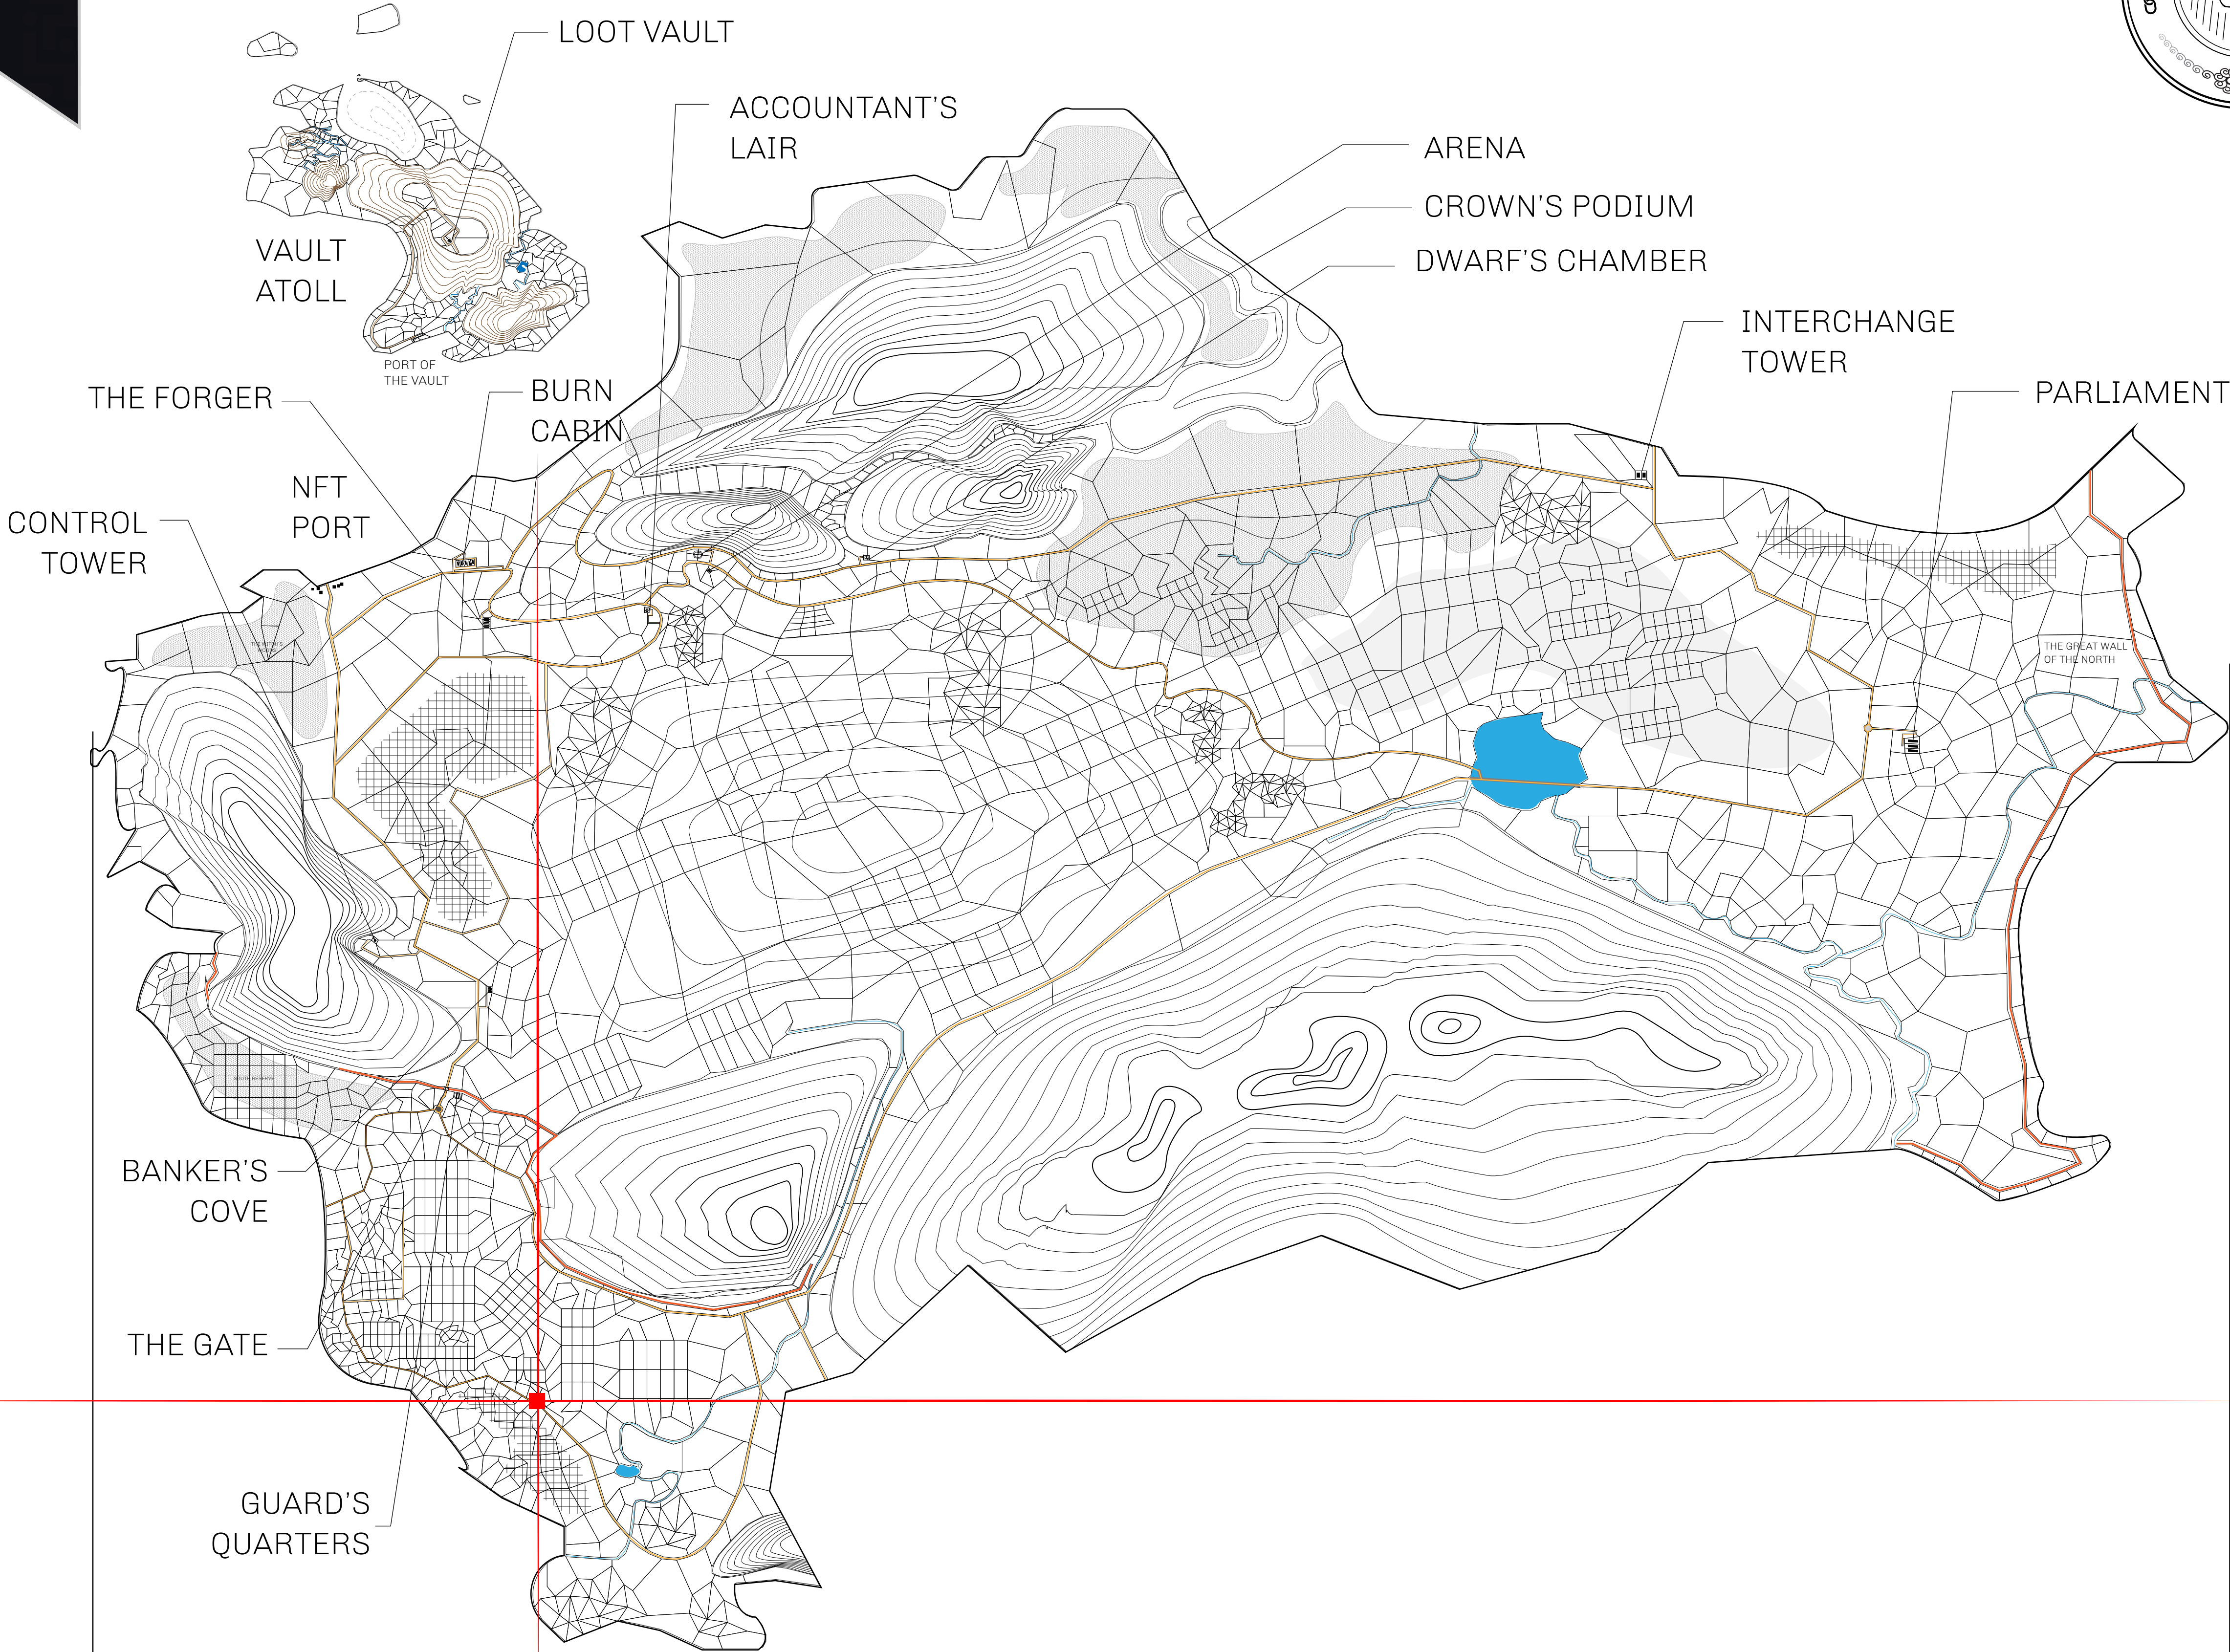 LOOT VAULT
ACCOUNTANT'S
LAIR
ARENA
CROWN'S PODIUM
DWARF'S CHAMBER
VAULT
ATOLL
INTERCHANGE
TOWER
PORT OF
THE VAULT
THE FORGER
BURN
CABIN
PARLIAMENT
NFT
PORT
CONTROL
TOWER
THE GREAT WALL
OF THE NORTH
SOUTH RESERVE
BANKER'S
COVE
THE GATE
GUARD'S
QUARTERS